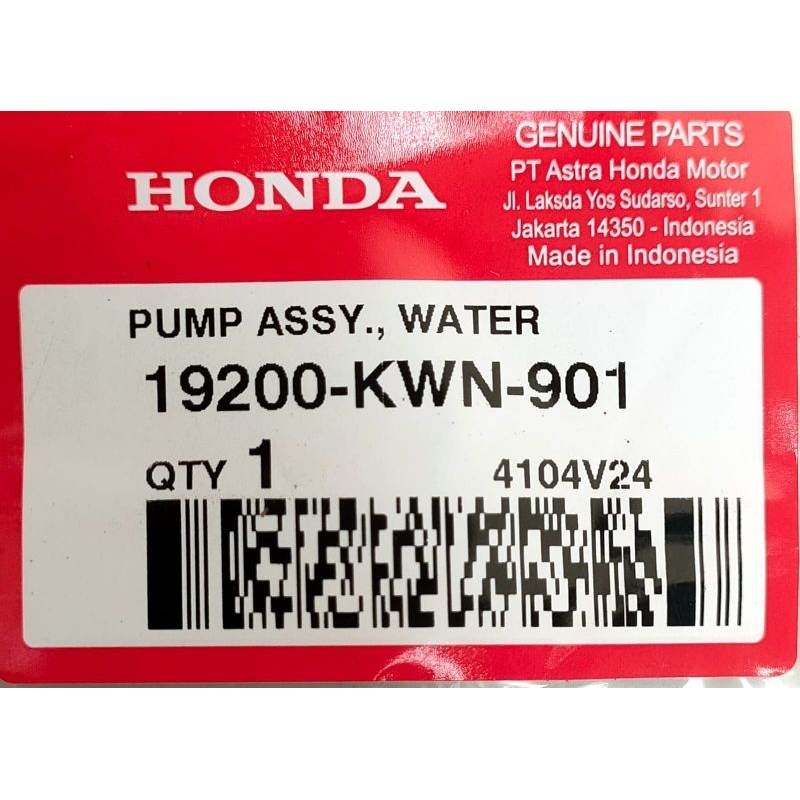 HONDA
GENUINE PARTS
PT Astra Honda Motor
Jl. Laksda Yos Sudarso, Sunter 1
Jakarta 14350 - Indonesia
Made in Indonesia
PUMP ASSY., WATER
19200-KWN-901
QTY 1
4104V24